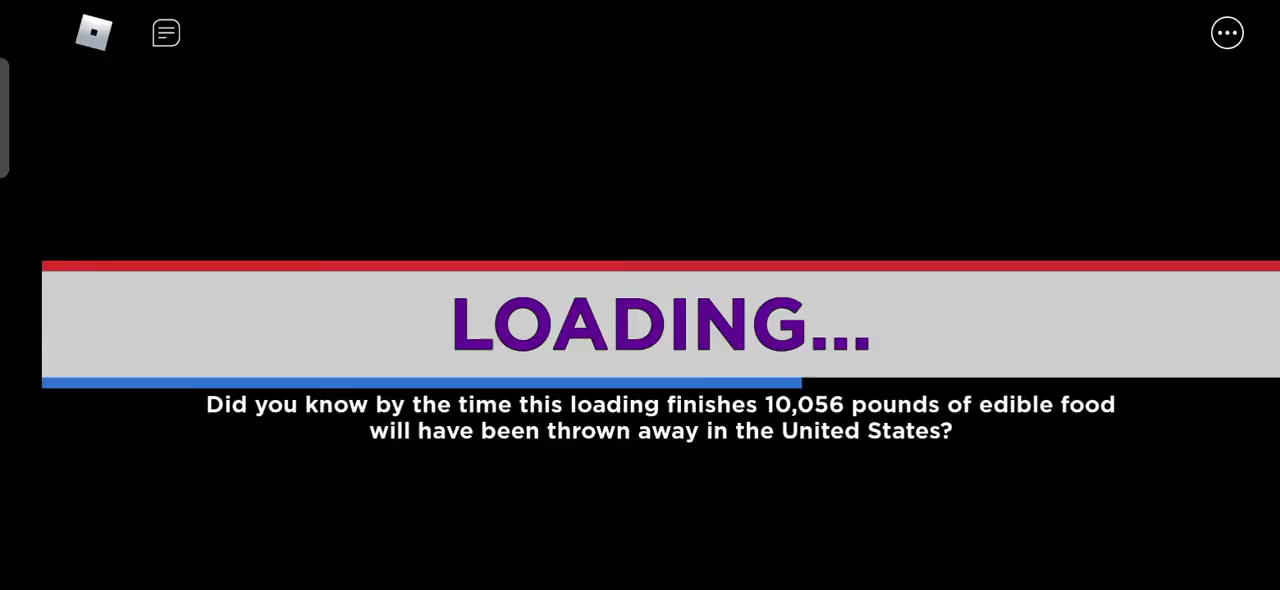 LOADING...
Did you know by the time this loading finishes 10,056 pounds of edible food
will have been thrown away in the United States?